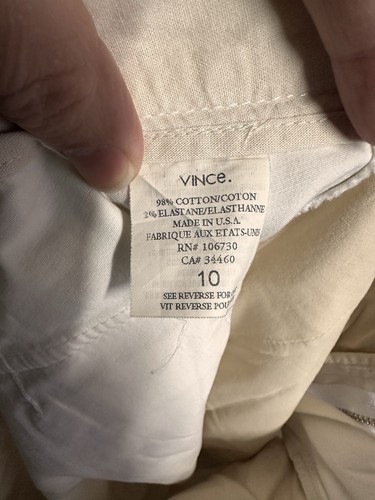 VINCE.
98% COTTON/COTON
2% ELASTANE/ELASTHANNE
MADE IN U.S.A.
FABRIQUE AUX ETATS-UNIS
RN# 106730
CA# 34460
10
SEE REVERSE FOR
VIT REVERSE POU